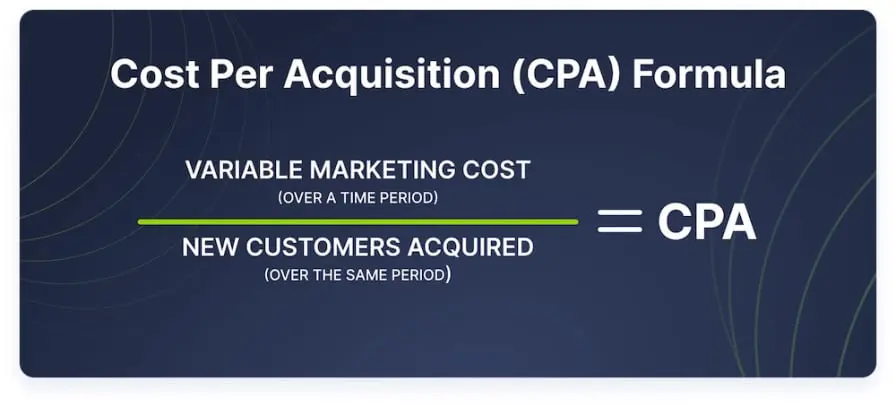 Cost Per Acquisition (CPA) Formula
VARIABLE MARKETING COST
(OVER A TIME PERIOD)
= CPA
NEW CUSTOMERS ACQUIRED
(OVER THE SAME PERIOD)